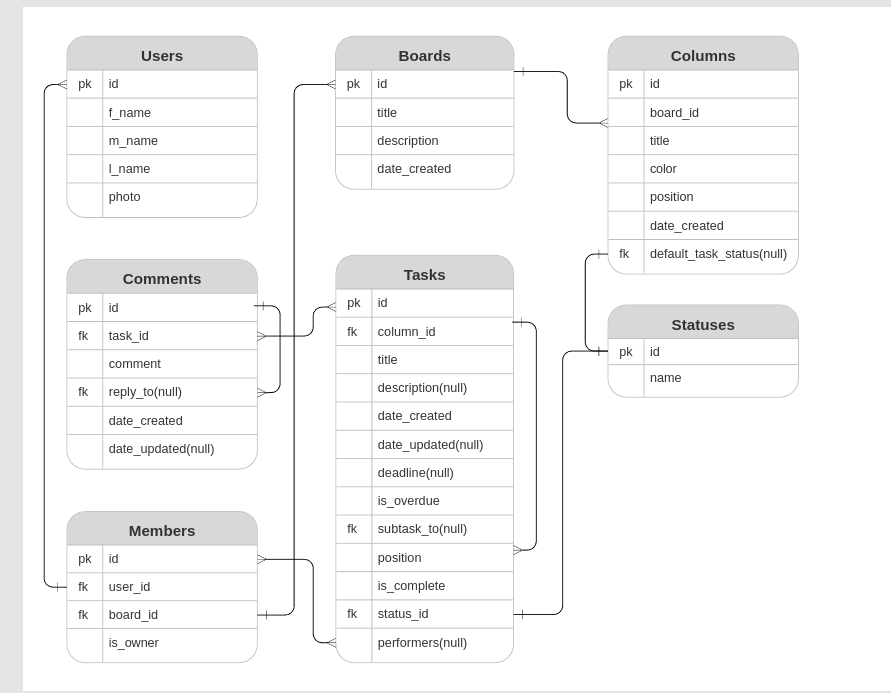 Users
pk id
f_name
m_name
l_name
photo
Boards
pk id
title
description
date_created
Columns
pk id
board_id
title
color
position
date_created
fk default_task_status(null)
Comments
pk id
fk task_id
comment
fk reply_to(null)
date_created
date_updated(null)
Tasks
pk id
fk column_id
title
description(null)
date_created
date_updated(null)
deadline(null)
is_overdue
fk subtask_to(null)
position
is_complete
fk status_id
performers(null)
Statuses
pk id
name
Members
pk id
fk user_id
fk board_id
is_owner